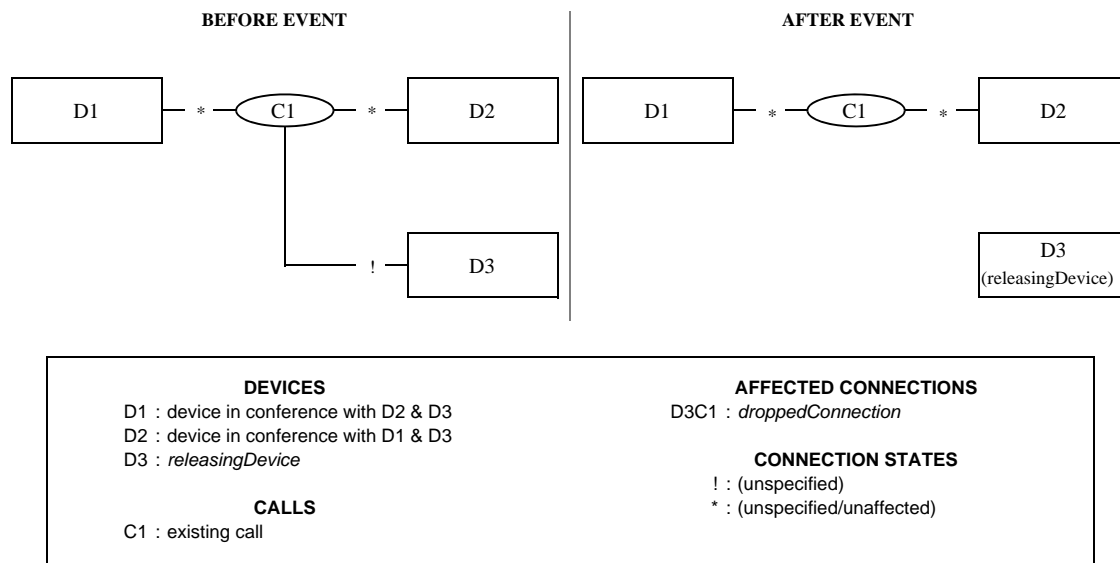 BEFORE EVENT
AFTER EVENT
D1 * C1 * D2
D1 * C1 * D2
! D3
D3
(releasingDevice)
DEVICES
D1 : device in conference with D2 & D3
D2 : device in conference with D1 & D3
D3 : releasingDevice
CALLS
C1 : existing call
AFFECTED CONNECTIONS
D3C1 : droppedConnection
CONNECTION STATES
! : (unspecified)
* : (unspecified/unaffected)